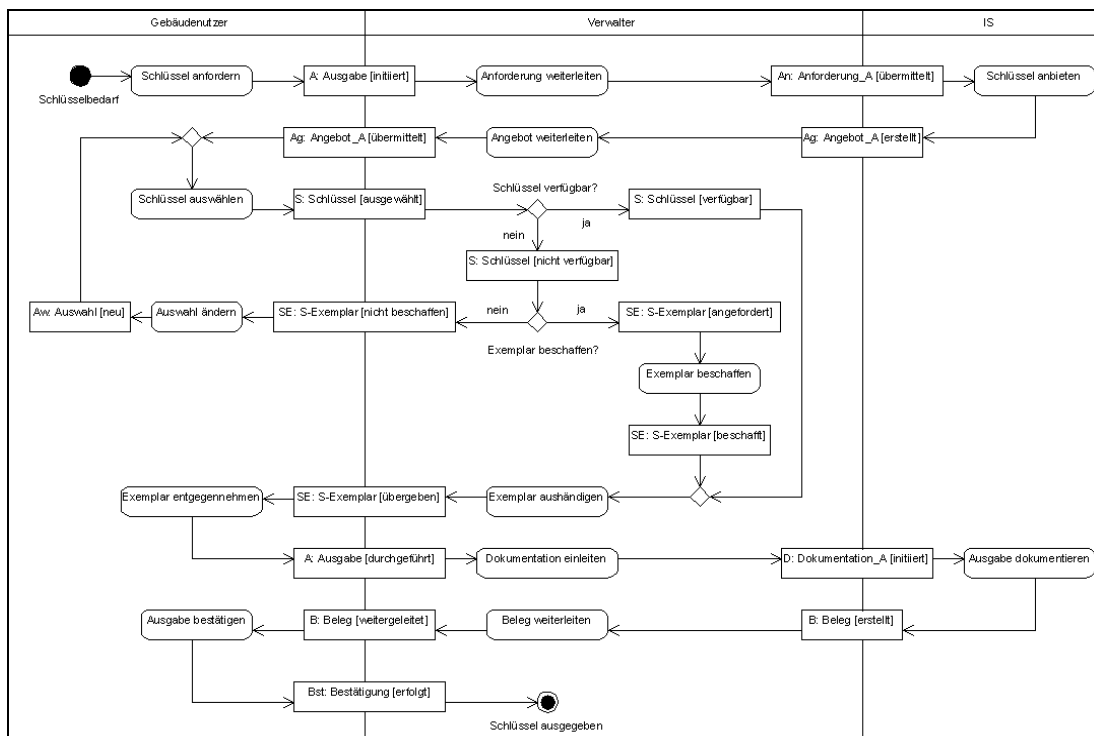 Gebäudenutzer
Verwalter
IS
Schlüssel anfordern
A: Ausgabe [initiiert]
Anforderung weiterleiten
An: Anforderung_A [übermittelt]
Schlüssel anbieten
Schlüsselbedarf
Ag: Angebot_A [übermittelt]
Angebot weiterleiten
Ag: Angebot_A [erstellt]
Schlüssel auswählen
S: Schlüssel [ausgewählt]
Schlüssel verfügbar?
S: Schlüssel [verfügbar]
ja
nein
S: Schlüssel [nicht verfügbar]
Aw: Auswahl [neu]
Auswahl ändern
SE: S-Exemplar [nicht beschaffen]
nein
ja
SE: S-Exemplar [angefordert]
Exemplar beschaffen?
Exemplar beschaffen
SE: S-Exemplar [beschafft]
Exemplar entgegennehmen
SE: S-Exemplar [übergeben]
Exemplar aushändigen
A: Ausgabe [durchgeführt]
Dokumentation einleiten
D: Dokumentation_A [initiiert]
Ausgabe dokumentieren
Ausgabe bestätigen
B: Beleg [weitergeleitet]
Beleg weiterleiten
B: Beleg [erstellt]
Bst: Bestätigung [erfolgt]
Schlüssel ausgegeben